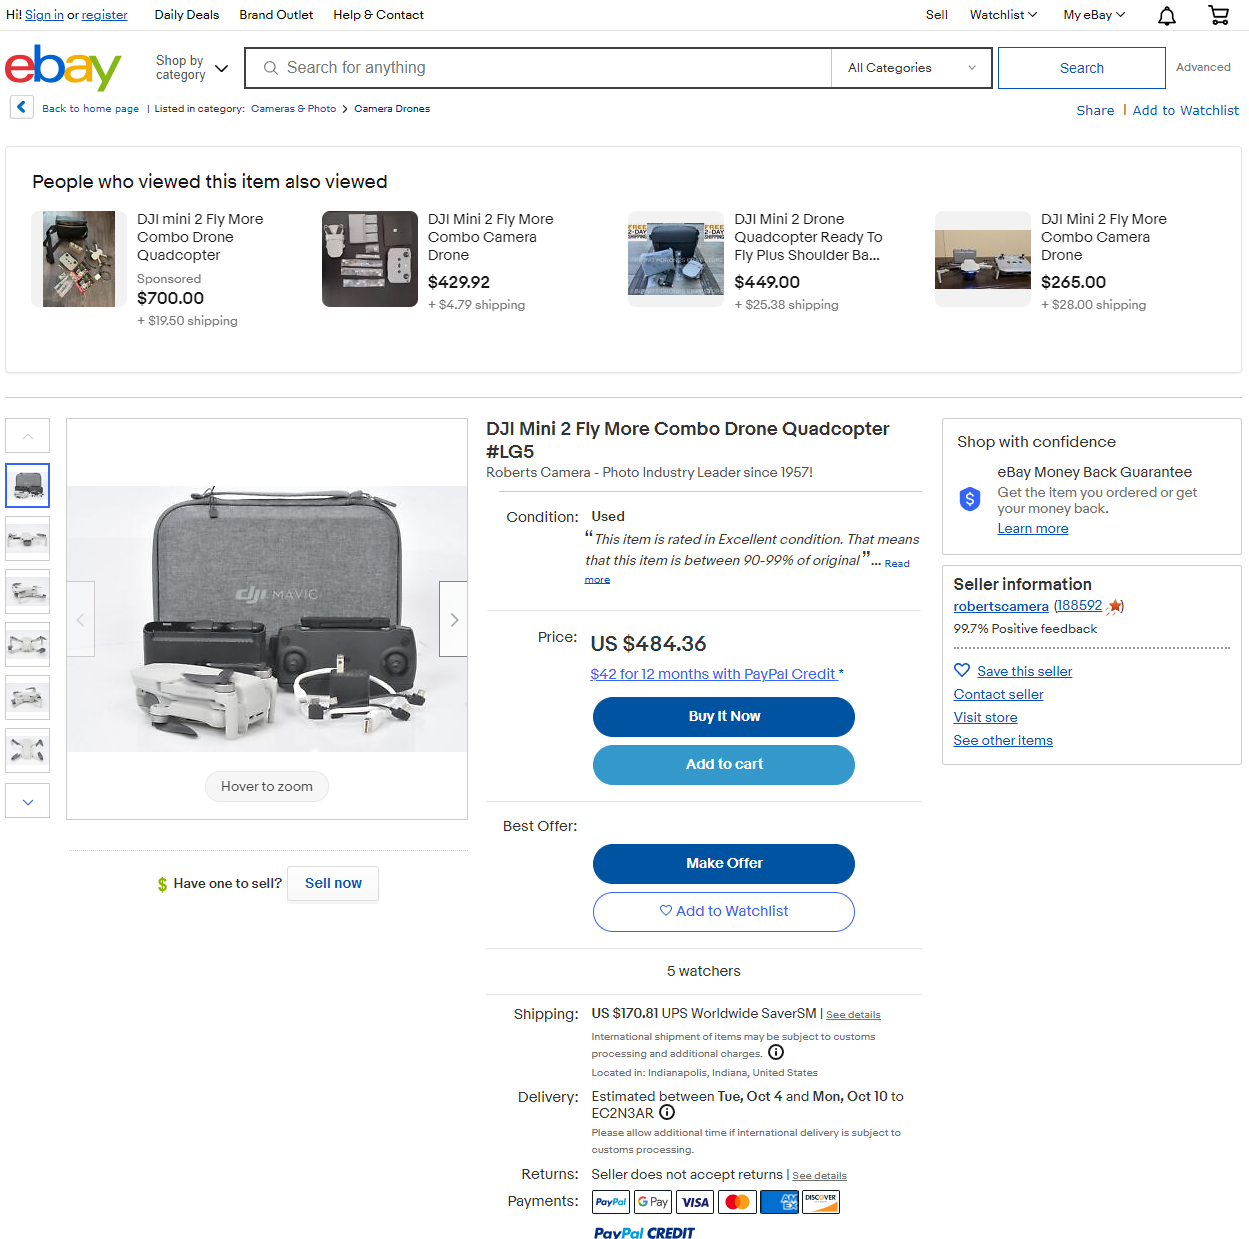 Hi! Sign in or register
Daily Deals
Brand Outlet
Help & Contact
Sell
Watchlist
My eBay
ebay
Shop by
category
Search for anything
All Categories
Search
Advanced
Back to home page | Listed in category: Cameras & Photo > Camera Drones
Share | Add to Watchlist
People who viewed this item also viewed
DJI mini 2 Fly More
Combo Drone
Quadcopter
Sponsored
$700.00
+ $19.50 shipping
DJI Mini 2 Fly More
Combo Camera
Drone
$429.92
+ $4.79 shipping
DJI Mini 2 Drone
Quadcopter Ready To
Fly Plus Shoulder Ba...
$449.00
+ $25.38 shipping
DJI Mini 2 Fly More
Combo Camera
Drone
$265.00
+ $28.00 shipping
dji MAVIC
Hover to zoom
$ Have one to sell?
Sell now
DJI Mini 2 Fly More Combo Drone Quadcopter
#LG5
Roberts Camera - Photo Industry Leader since 1957!
Condition: Used
“This item is rated in Excellent condition. That means
that this item is between 90-99% of original”... Read
more
Price: US $484.36
$42 for 12 months with PayPal Credit *
Buy It Now
Add to cart
Best Offer:
Make Offer
Add to Watchlist
5 watchers
Shipping: US $170.81 UPS Worldwide SaverSM | See details
International shipment of items may be subject to customs
processing and additional charges.
Located in: Indianapolis, Indiana, United States
Delivery: Estimated between Tue, Oct 4 and Mon, Oct 10 to
EC2N3AR
Please allow additional time if international delivery is subject to
customs processing.
Returns: Seller does not accept returns | See details
Payments: PayPal G Pay VISA AMEX DISCOVER
PayPal CREDIT
Shop with confidence
eBay Money Back Guarantee
Get the item you ordered or get
your money back.
Learn more
Seller information
robertscamera (188592)
99.7% Positive feedback
Save this seller
Contact seller
Visit store
See other items